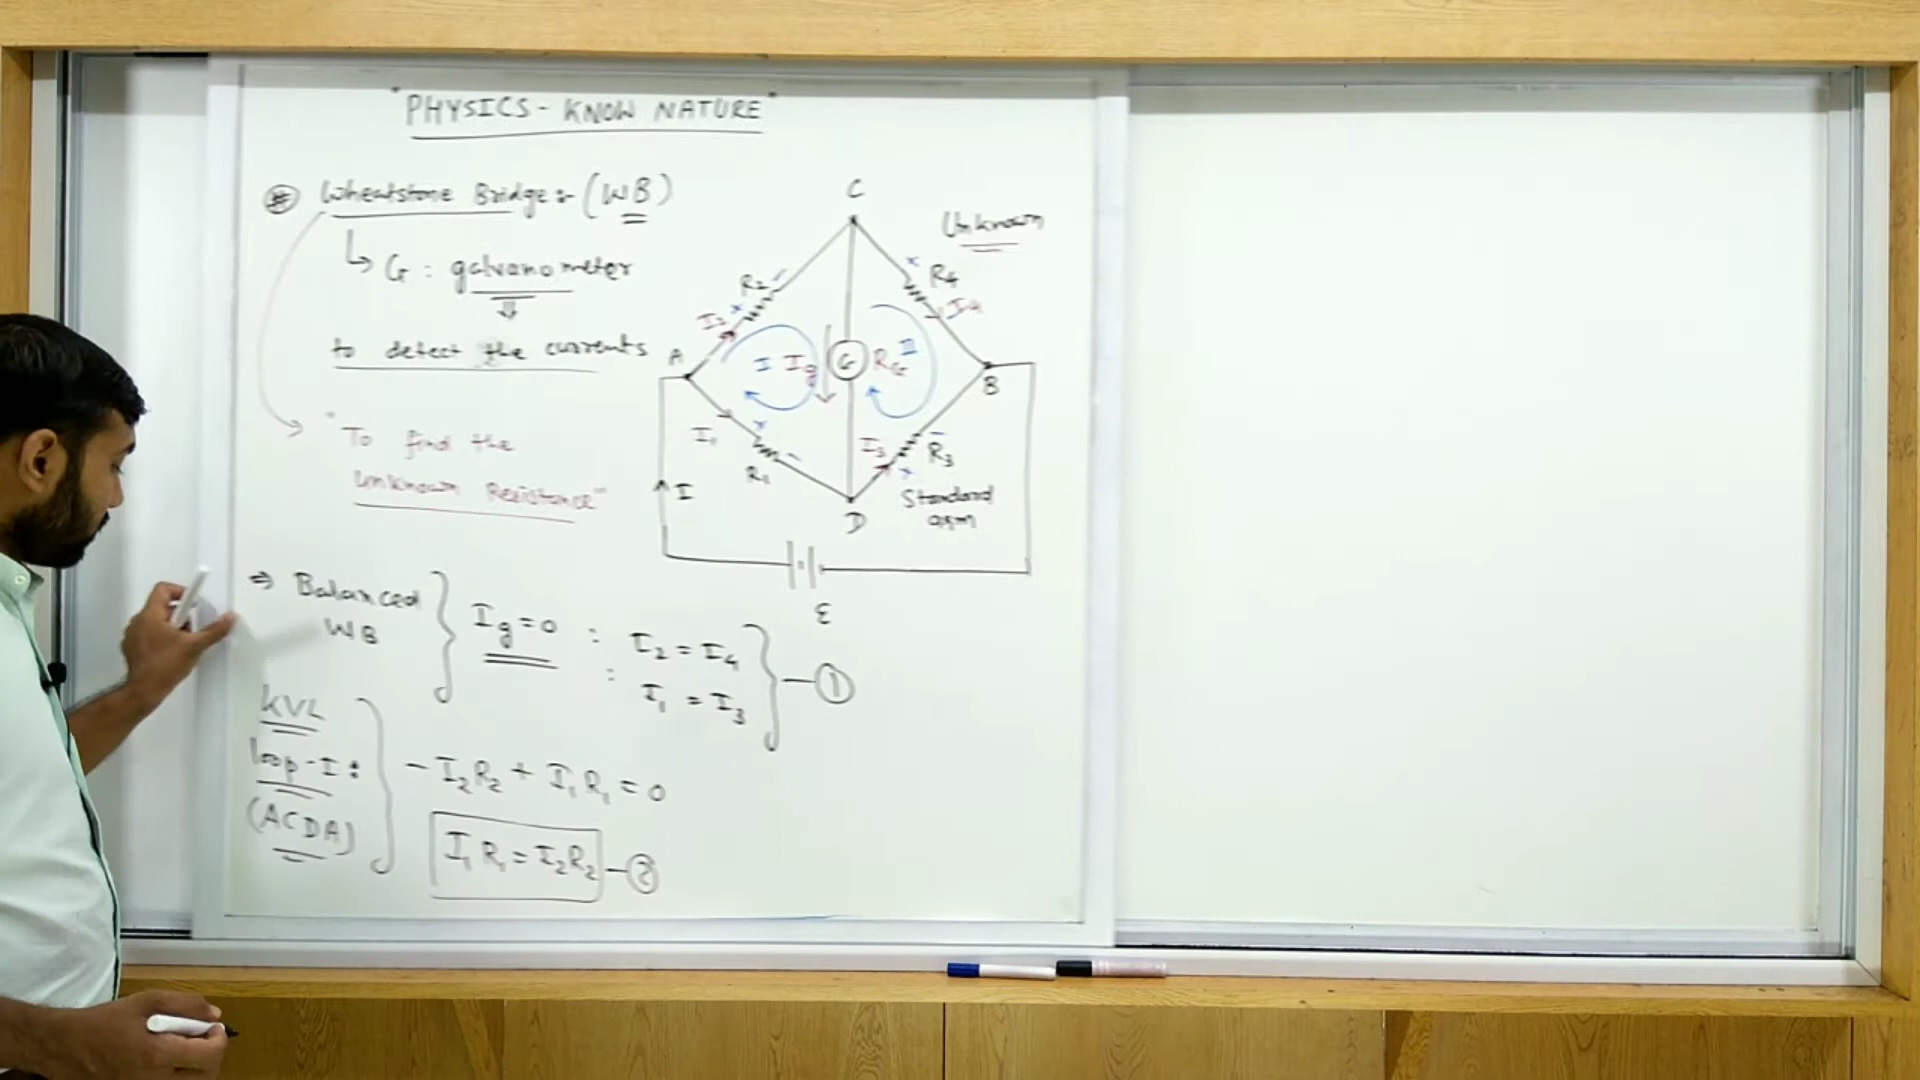 "PHYSICS - KNOW NATURE"
# Wheatstone Bridge :- (WB)
↳ G : galvanometer
⇓
to detect the currents
"To find the
Unknown Resistance"
C
Unknown
R2 -
+
I2
+ R4
I4
A
I Ig
G
RG II
B
I1
+
R1 -
I3
- R3
+
I
D
Standard
arm
ε
⇒ Balanced
WB
Ig = 0 : I2 = I4
: I1 = I3
— ①
KVL
loop-I :
(ACDA)
- I2R2 + I1R1 = 0
I1R1 = I2R2 — ②